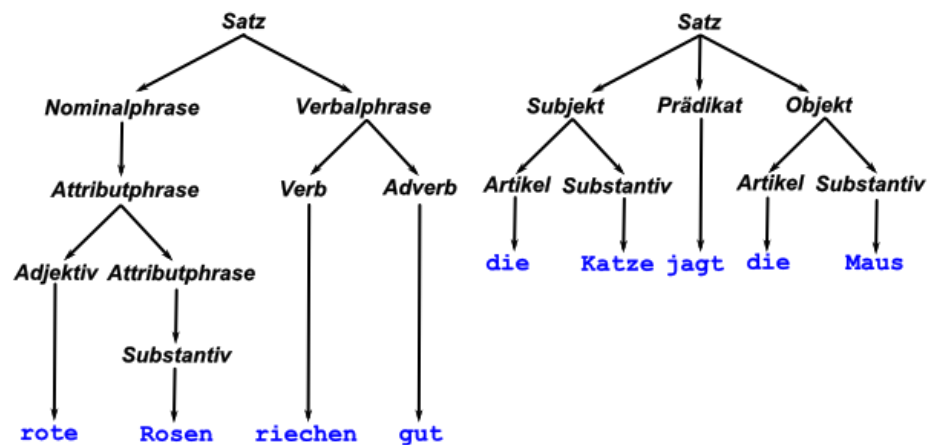 Satz Satz
Nominalphrase Verbalphrase Subjekt Prädikat Objekt
Attributphrase Verb Adverb Artikel Substantiv Artikel Substantiv
Adjektiv Attributphrase die Katze jagt die Maus
Substantiv
rote Rosen riechen gut